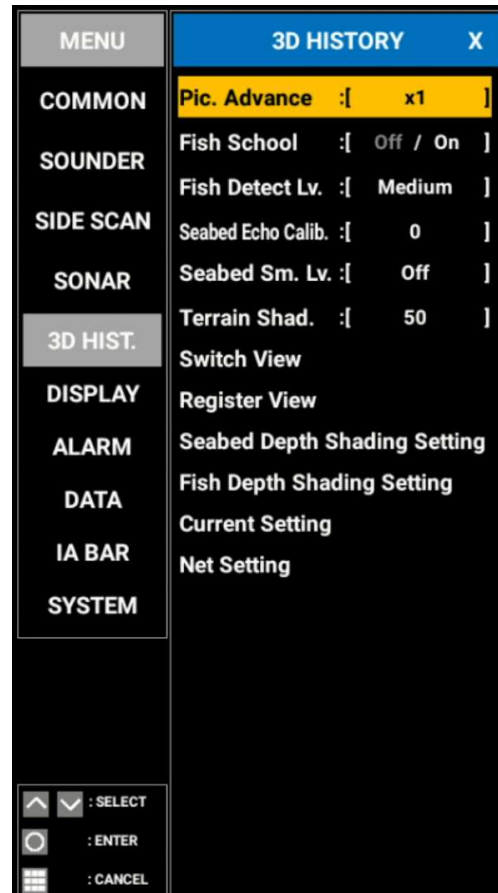 MENU
COMMON
SOUNDER
SIDE SCAN
SONAR
3D HIST.
DISPLAY
ALARM
DATA
IA BAR
SYSTEM
: SELECT
: ENTER
: CANCEL
3D HISTORY X
Pic. Advance :[ x1 ]
Fish School :[ Off / On ]
Fish Detect Lv. :[ Medium ]
Seabed Echo Calib. :[ 0 ]
Seabed Sm. Lv. :[ Off ]
Terrain Shad. :[ 50 ]
Switch View
Register View
Seabed Depth Shading Setting
Fish Depth Shading Setting
Current Setting
Net Setting